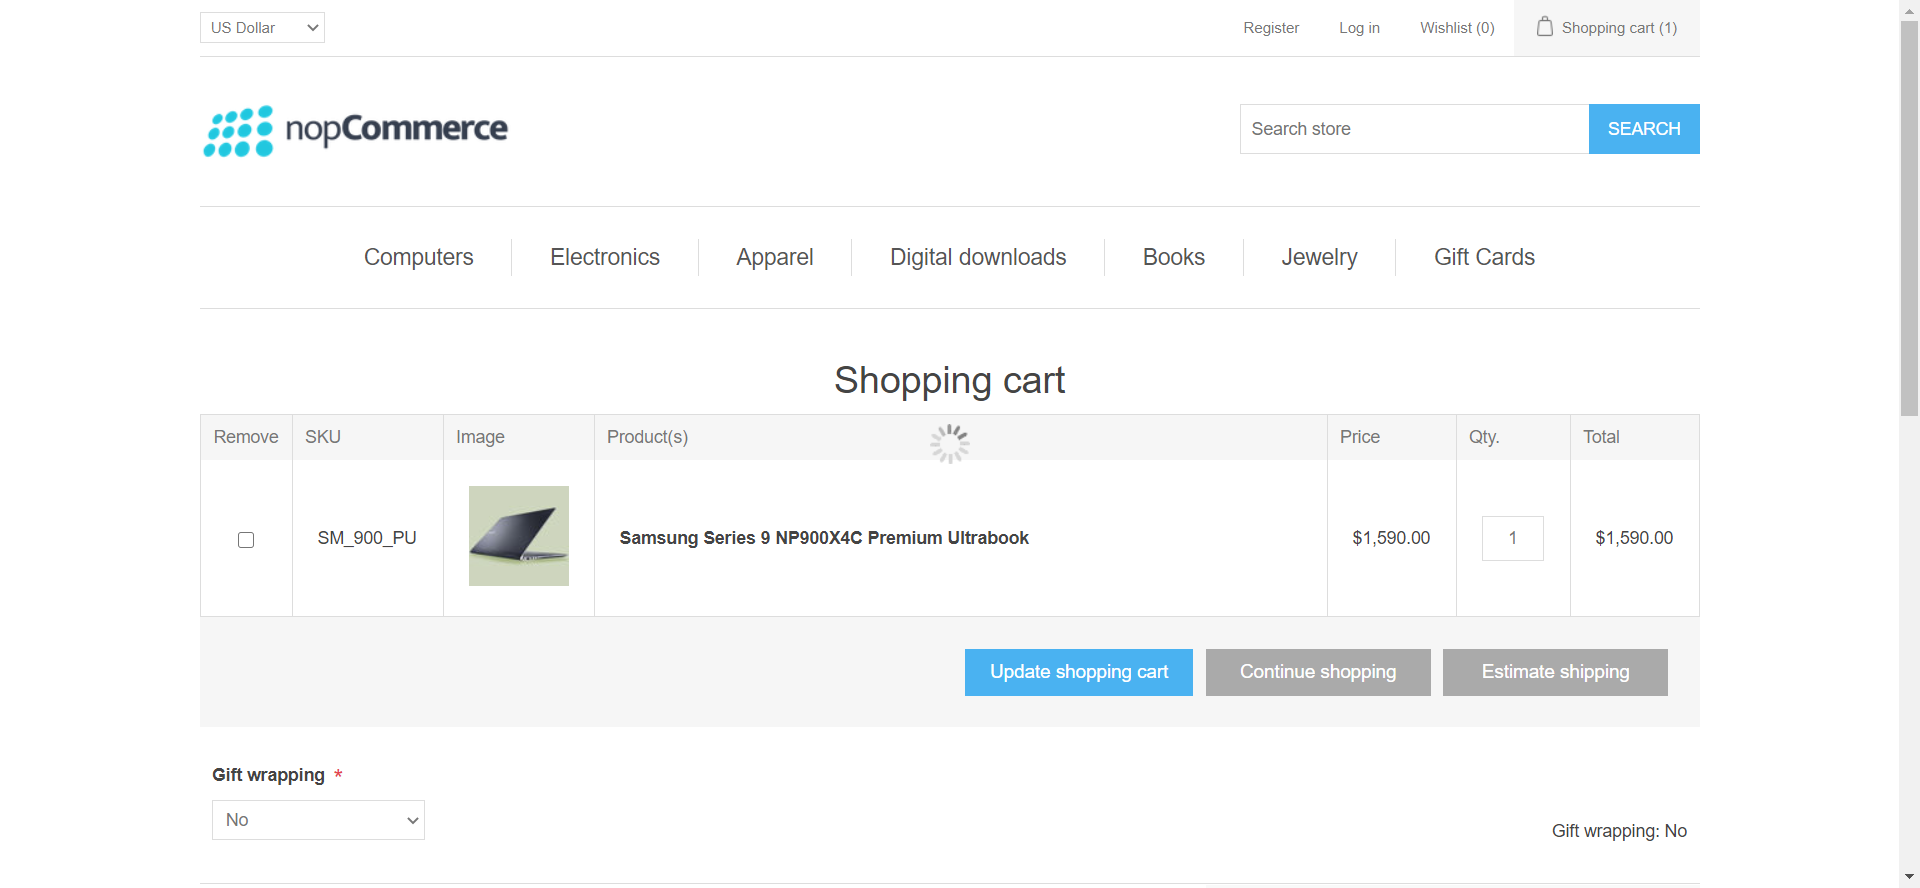 US Dollar
Register
Log in
Wishlist (0)
Shopping cart (1)
nopCommerce
Search store
SEARCH
Computers
Electronics
Apparel
Digital downloads
Books
Jewelry
Gift Cards
Shopping cart
Remove SKU Image Product(s) Price Qty. Total
SM_900_PU Samsung Series 9 NP900X4C Premium Ultrabook $1,590.00 1 $1,590.00
Update shopping cart
Continue shopping
Estimate shipping
Gift wrapping *
No
Gift wrapping: No